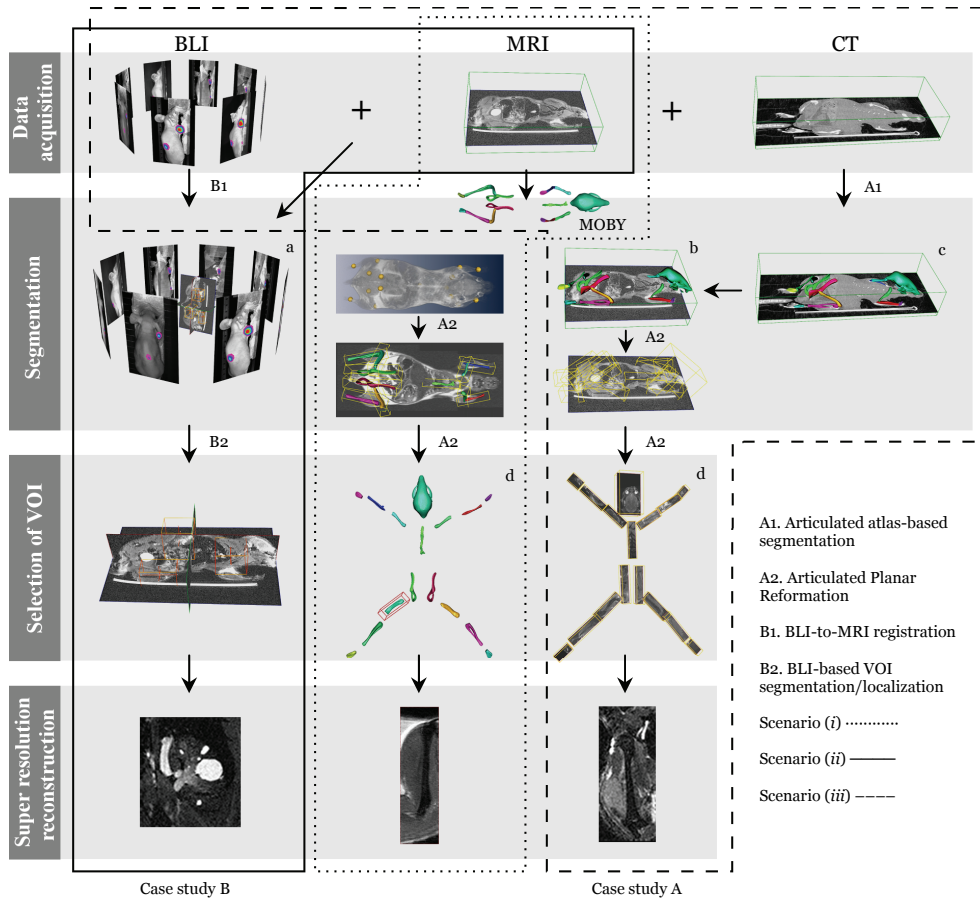 BLI
MRI
CT
Data
acquisition
+
+
B1
A1
MOBY
Segmentation
a
b
c
A2
A2
B2
A2
A2
Selection of VOI
d
d
A1. Articulated atlas-based
segmentation
A2. Articulated Planar
Reformation
B1. BLI-to-MRI registration
B2. BLI-based VOI
segmentation/localization
Scenario (i)
Scenario (ii)
Scenario (iii)
Super resolution
reconstruction
Case study B
Case study A